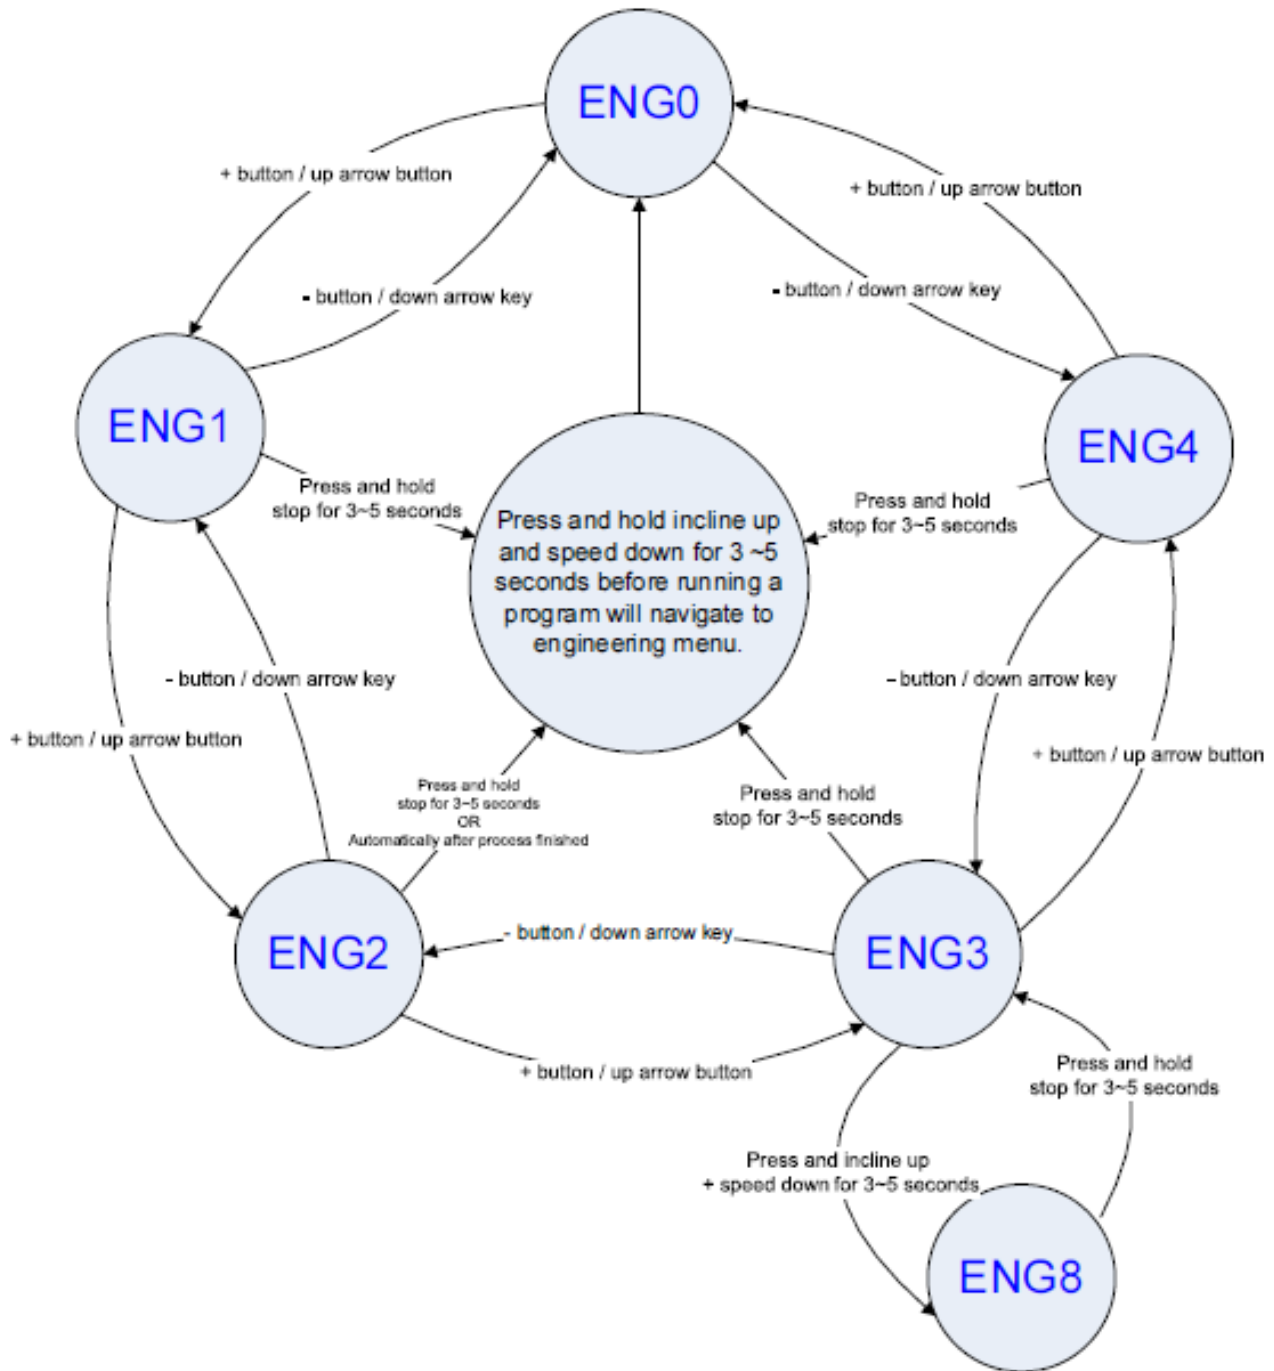 ENG0
+ button / up arrow button
+ button / up arrow button
- button / down arrow key
- button / down arrow key
ENG1
ENG4
Press and hold
stop for 3~5 seconds
Press and hold
stop for 3~5 seconds
Press and hold incline up
and speed down for 3 ~5
seconds before running a
program will navigate to
engineering menu.
- button / down arrow key
- button / down arrow key
+ button / up arrow button
+ button / up arrow button
Press and hold
stop for 3~5 seconds
OR
Automatically after process finished
Press and hold
stop for 3~5 seconds
- button / down arrow key
ENG2
ENG3
+ button / up arrow button
Press and hold
stop for 3~5 seconds
Press and incline up
+ speed down for 3~5 seconds
ENG8